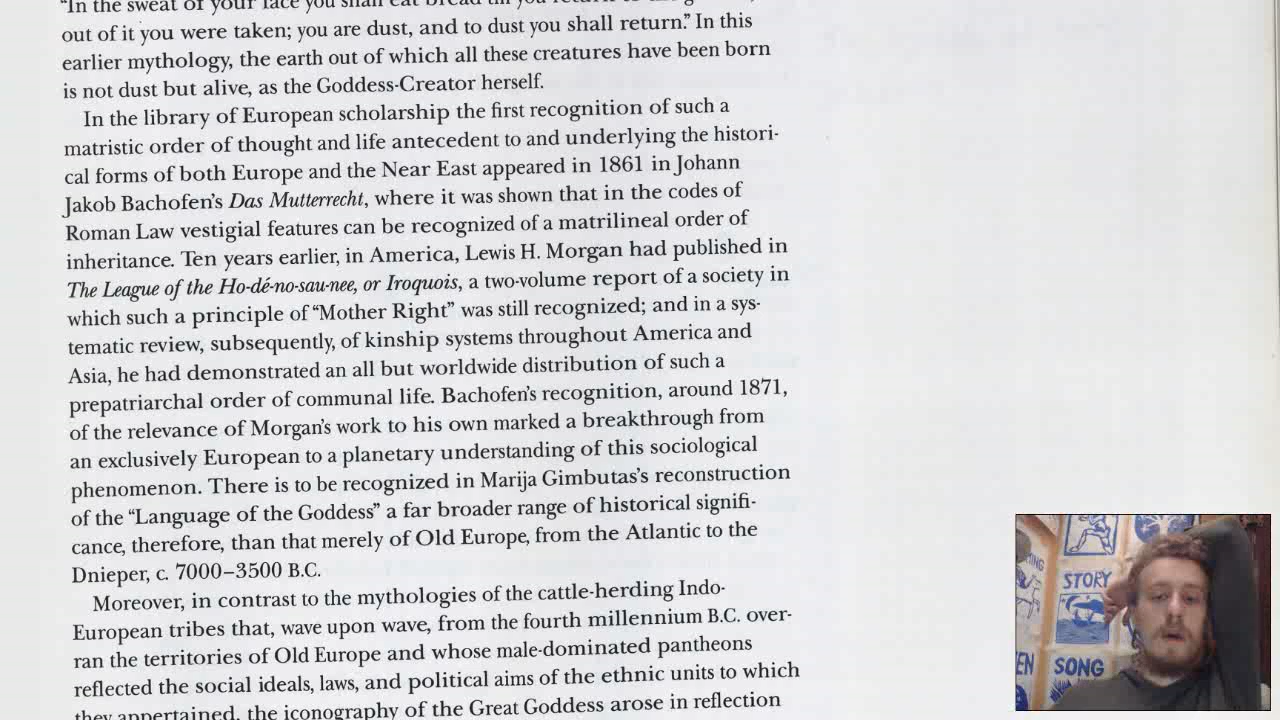 "In the sweat of your face you shall eat bread till you return to the
out of it you were taken; you are dust, and to dust you shall return." In this
earlier mythology, the earth out of which all these creatures have been born
is not dust but alive, as the Goddess-Creator herself.
In the library of European scholarship the first recognition of such a
matristic order of thought and life antecedent to and underlying the histori-
cal forms of both Europe and the Near East appeared in 1861 in Johann
Jakob Bachofen's Das Mutterrecht, where it was shown that in the codes of
Roman Law vestigial features can be recognized of a matrilineal order of
inheritance. Ten years earlier, in America, Lewis H. Morgan had published in
The League of the Ho-dé-no-sau-nee, or Iroquois, a two-volume report of a society in
which such a principle of "Mother Right" was still recognized; and in a sys-
tematic review, subsequently, of kinship systems throughout America and
Asia, he had demonstrated an all but worldwide distribution of such a
prepatriarchal order of communal life. Bachofen's recognition, around 1871,
of the relevance of Morgan's work to his own marked a breakthrough from
an exclusively European to a planetary understanding of this sociological
phenomenon. There is to be recognized in Marija Gimbutas's reconstruction
of the "Language of the Goddess" a far broader range of historical signifi-
cance, therefore, than that merely of Old Europe, from the Atlantic to the
Dnieper, c. 7000–3500 B.C.
Moreover, in contrast to the mythologies of the cattle-herding Indo-
European tribes that, wave upon wave, from the fourth millennium B.C. over-
ran the territories of Old Europe and whose male-dominated pantheons
reflected the social ideals, laws, and political aims of the ethnic units to which
they appertained, the iconography of the Great Goddess arose in reflection
STORY
SONG